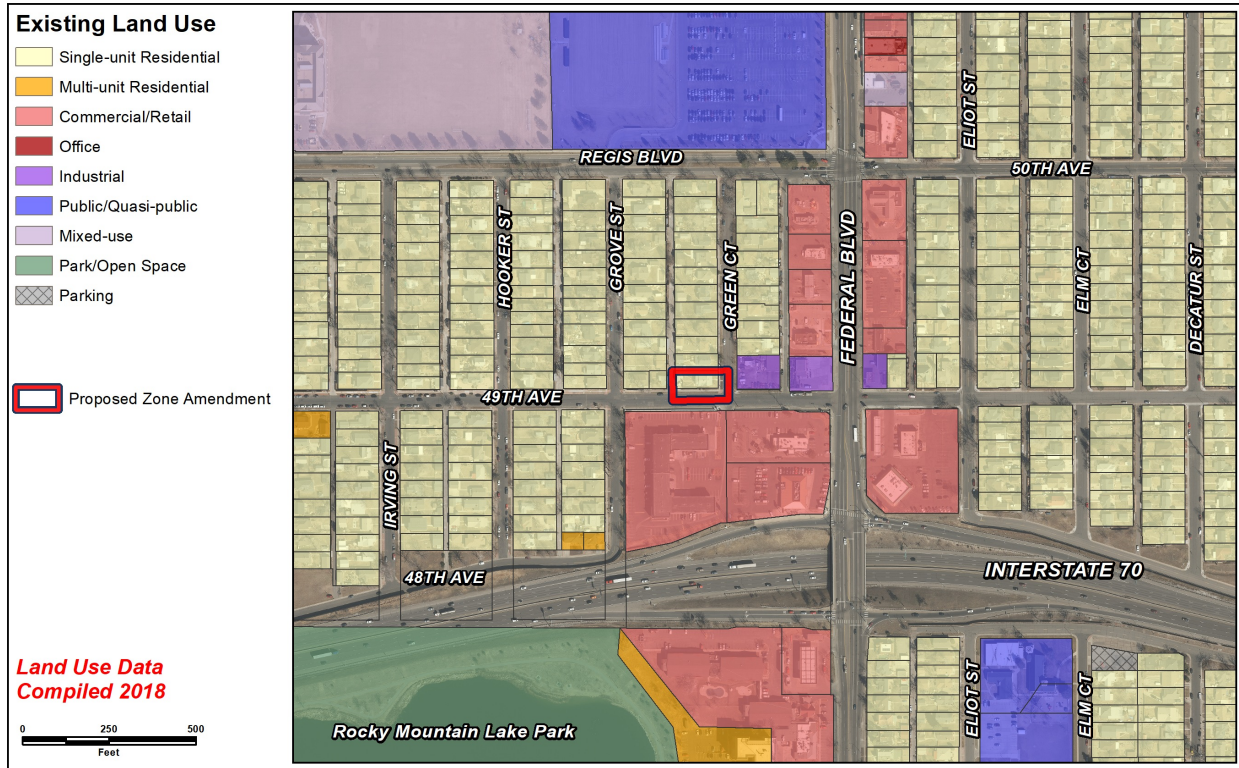 Existing Land Use
Single-unit Residential
Multi-unit Residential
Commercial/Retail
Office
Industrial
Public/Quasi-public
Mixed-use
Park/Open Space
Parking
Proposed Zone Amendment
Land Use Data
Compiled 2018
0 250 500
Feet
REGIS BLVD
50TH AVE
ELIOT ST
HOOKER ST
GROVE ST
GREEN CT
FEDERAL BLVD
ELM CT
DECATUR ST
49TH AVE
IRVING ST
48TH AVE
INTERSTATE 70
ELIOT ST
ELM CT
Rocky Mountain Lake Park